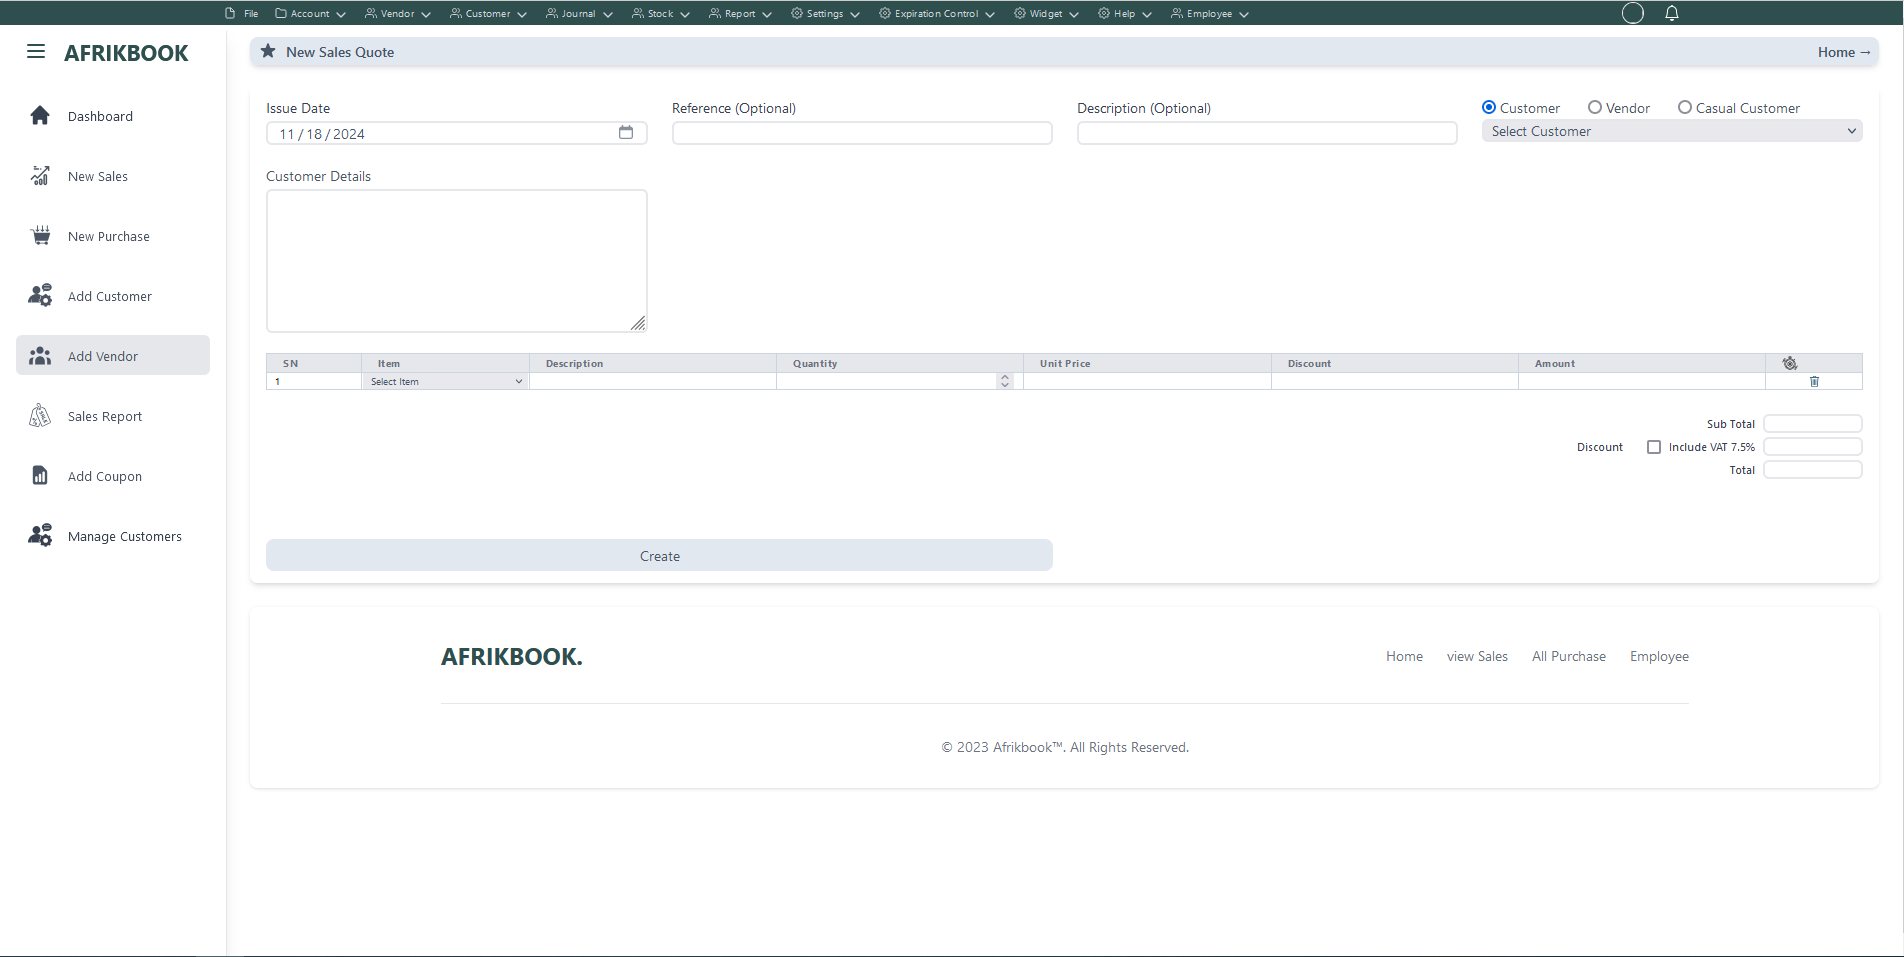 File Account Vendor Customer Journal Stock Report Settings Expiration Control Widget Help Employee
AFRIKBOOK
Dashboard
New Sales
New Purchase
Add Customer
Add Vendor
Sales Report
Add Coupon
Manage Customers
New Sales Quote Home →
Issue Date Reference (Optional) Description (Optional) Customer Vendor Casual Customer
11 / 18 / 2024 Select Customer
Customer Details
SN Item Description Quantity Unit Price Discount Amount
1 Select Item
Sub Total
Discount Include VAT 7.5%
Total
Create
AFRIKBOOK. Home view Sales All Purchase Employee
© 2023 Afrikbook™. All Rights Reserved.